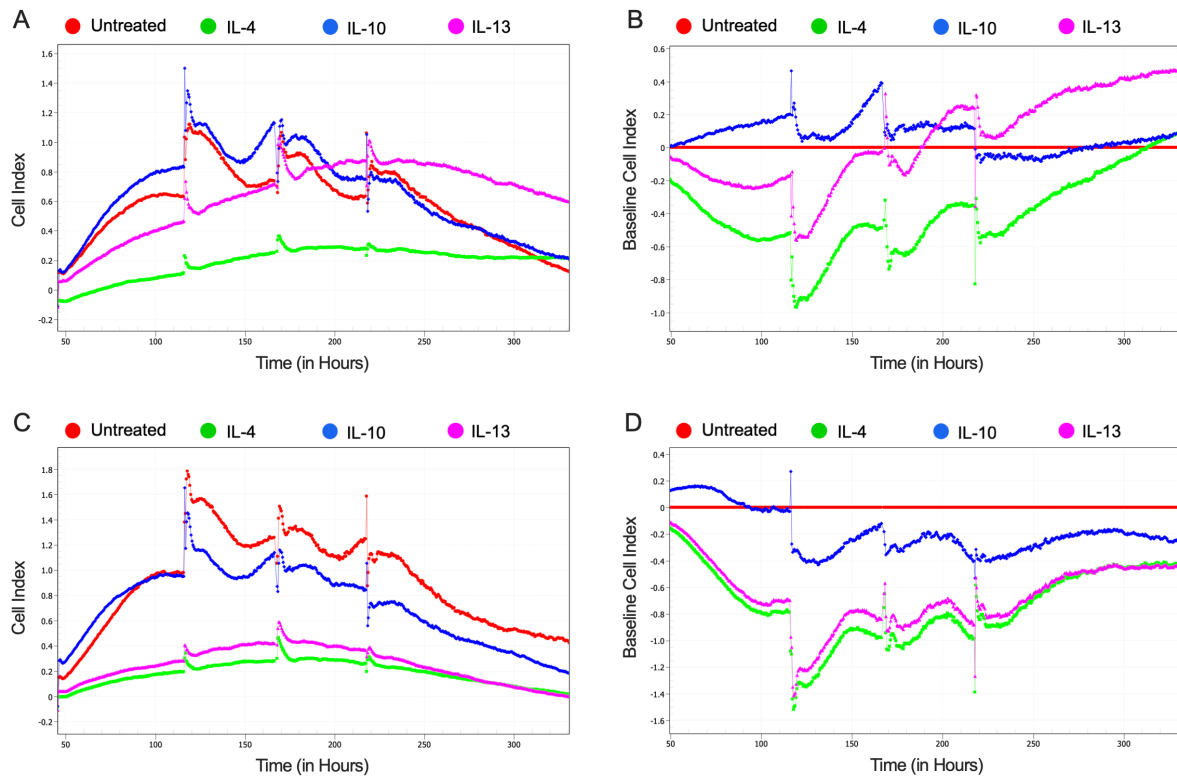 A
Untreated IL-4 IL-10 IL-13
1.6
1.4
1.2
1.0
0.8
0.6
0.4
0.2
0
-0.2
Cell Index
50 100 150 200 250 300
Time (in Hours)
B
Untreated IL-4 IL-10 IL-13
0.6
0.4
0.2
0
-0.2
-0.4
-0.6
-0.8
-1.0
Baseline Cell Index
50 100 150 200 250 300
Time (in Hours)
C
Untreated IL-4 IL-10 IL-13
1.8
1.6
1.4
1.2
1.0
0.8
0.6
0.4
0.2
0
-0.2
Cell Index
50 100 150 200 250 300
Time (in Hours)
D
Untreated IL-4 IL-10 IL-13
0.4
0.2
0
-0.2
-0.4
-0.6
-0.8
-1.0
-1.2
-1.4
-1.6
Baseline Cell Index
50 100 150 200 250 300
Time (in Hours)